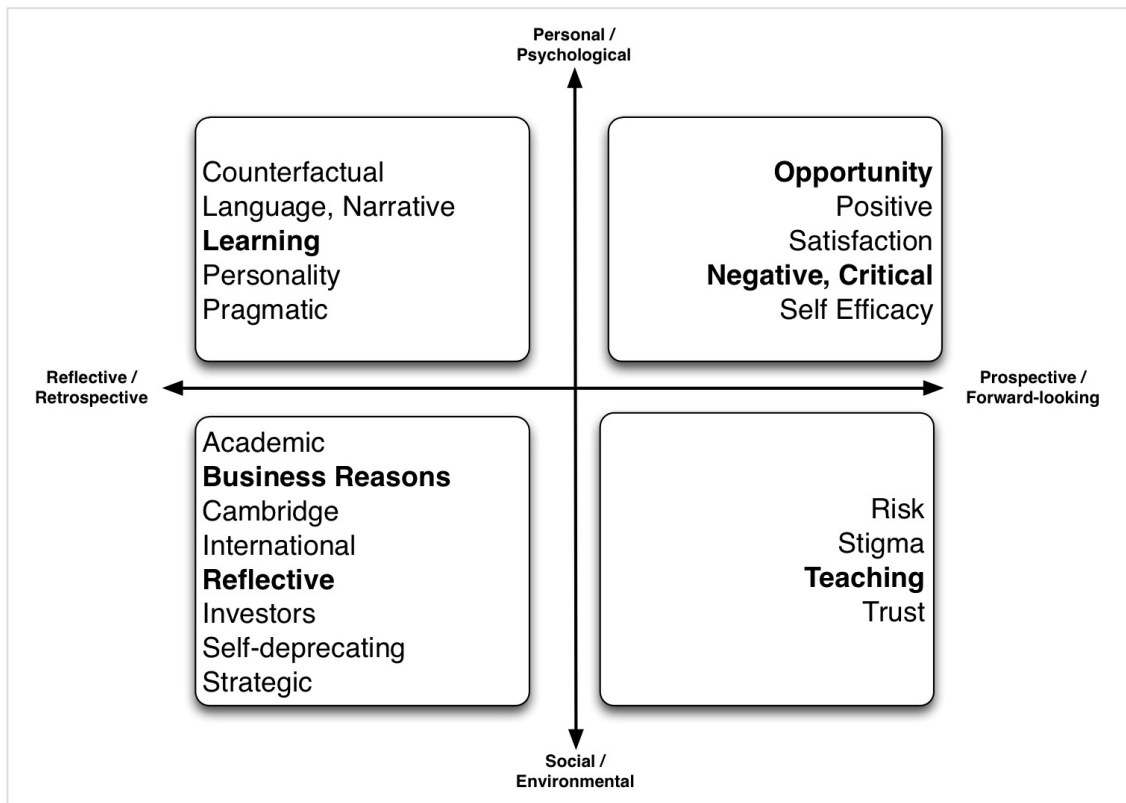 Personal /
Psychological
Counterfactual
Language, Narrative
Learning
Personality
Pragmatic
Opportunity
Positive
Satisfaction
Negative, Critical
Self Efficacy
Reflective /
Retrospective
Prospective /
Forward-looking
Academic
Business Reasons
Cambridge
International
Reflective
Investors
Self-deprecating
Strategic
Risk
Stigma
Teaching
Trust
Social /
Environmental